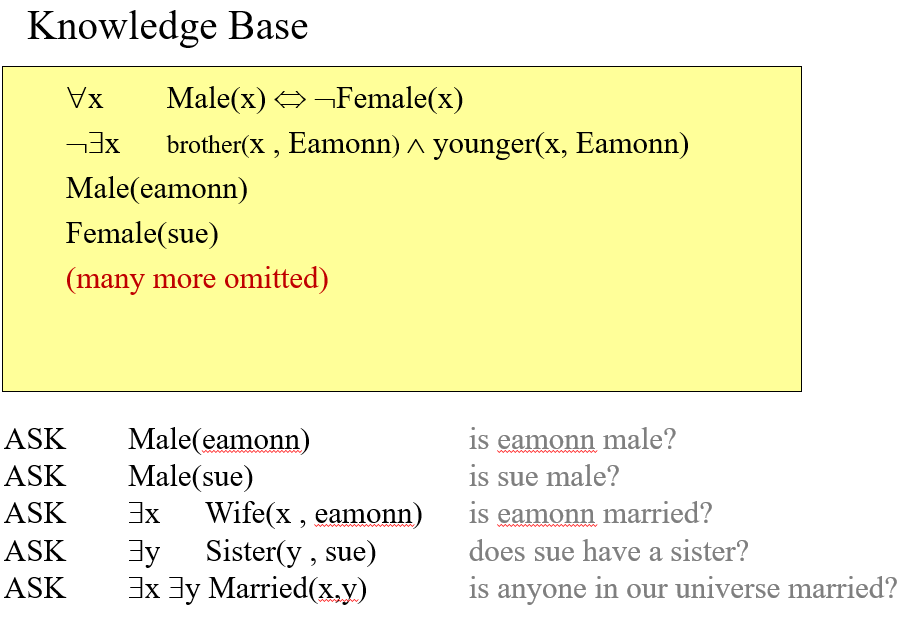 Knowledge Base
∀x Male(x) ⇔ ¬Female(x)
¬∃x brother(x , Eamonn) ∧ younger(x, Eamonn)
Male(eamonn)
Female(sue)
(many more omitted)
ASK Male(eamonn) is eamonn male?
ASK Male(sue) is sue male?
ASK ∃x Wife(x , eamonn) is eamonn married?
ASK ∃y Sister(y , sue) does sue have a sister?
ASK ∃x ∃y Married(x,y) is anyone in our universe married?